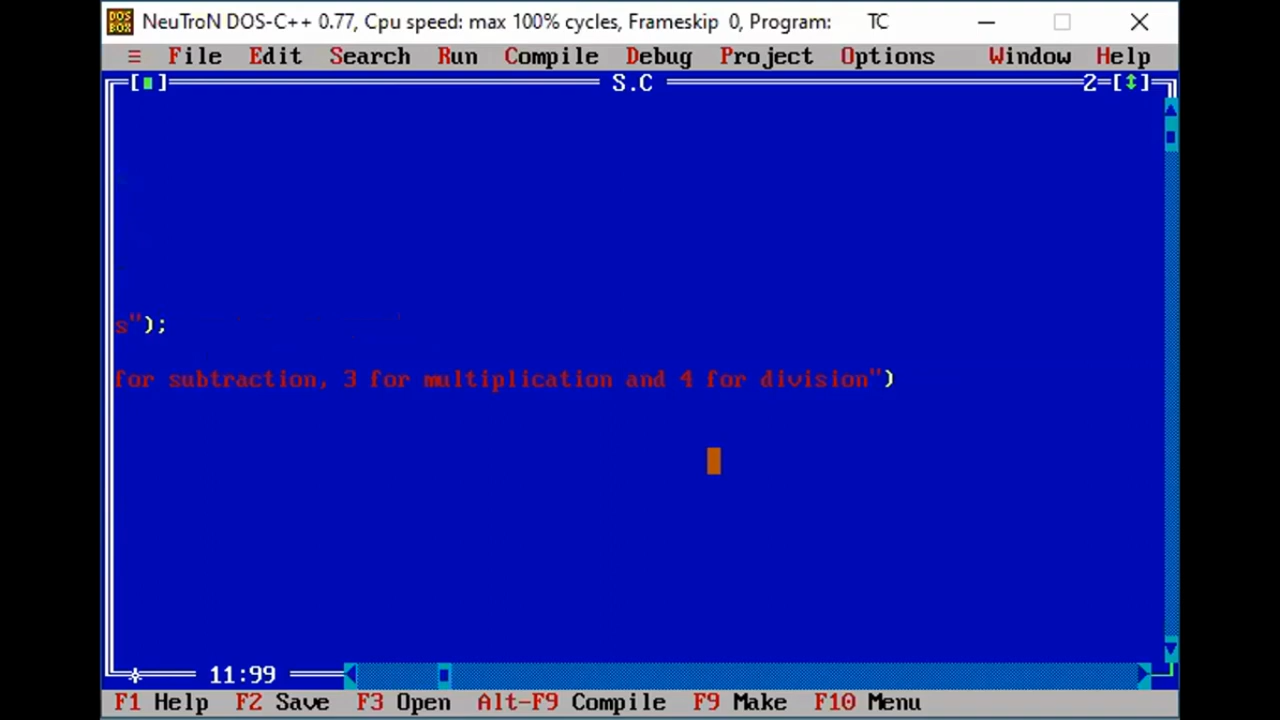 NeuTroN DOS-C++ 0.77, Cpu speed: max 100% cycles, Frameskip 0, Program: TC
≡ File Edit Search Run Compile Debug Project Options Window Help
S.C 2
s");
for subtraction, 3 for multiplication and 4 for division")
11:99
F1 Help F2 Save F3 Open Alt-F9 Compile F9 Make F10 Menu